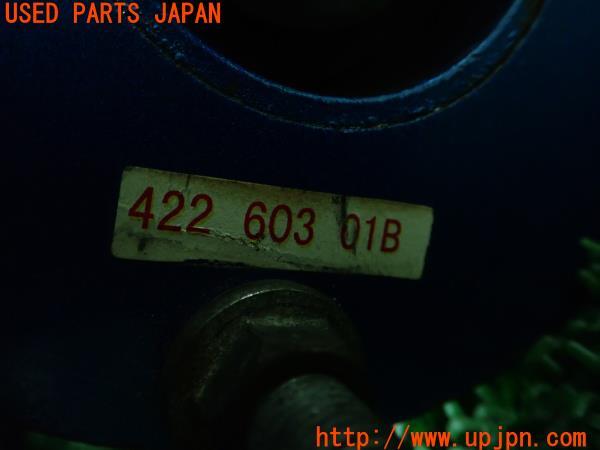 USED PARTS JAPAN
422 603 01B
http://www.upjpn.com